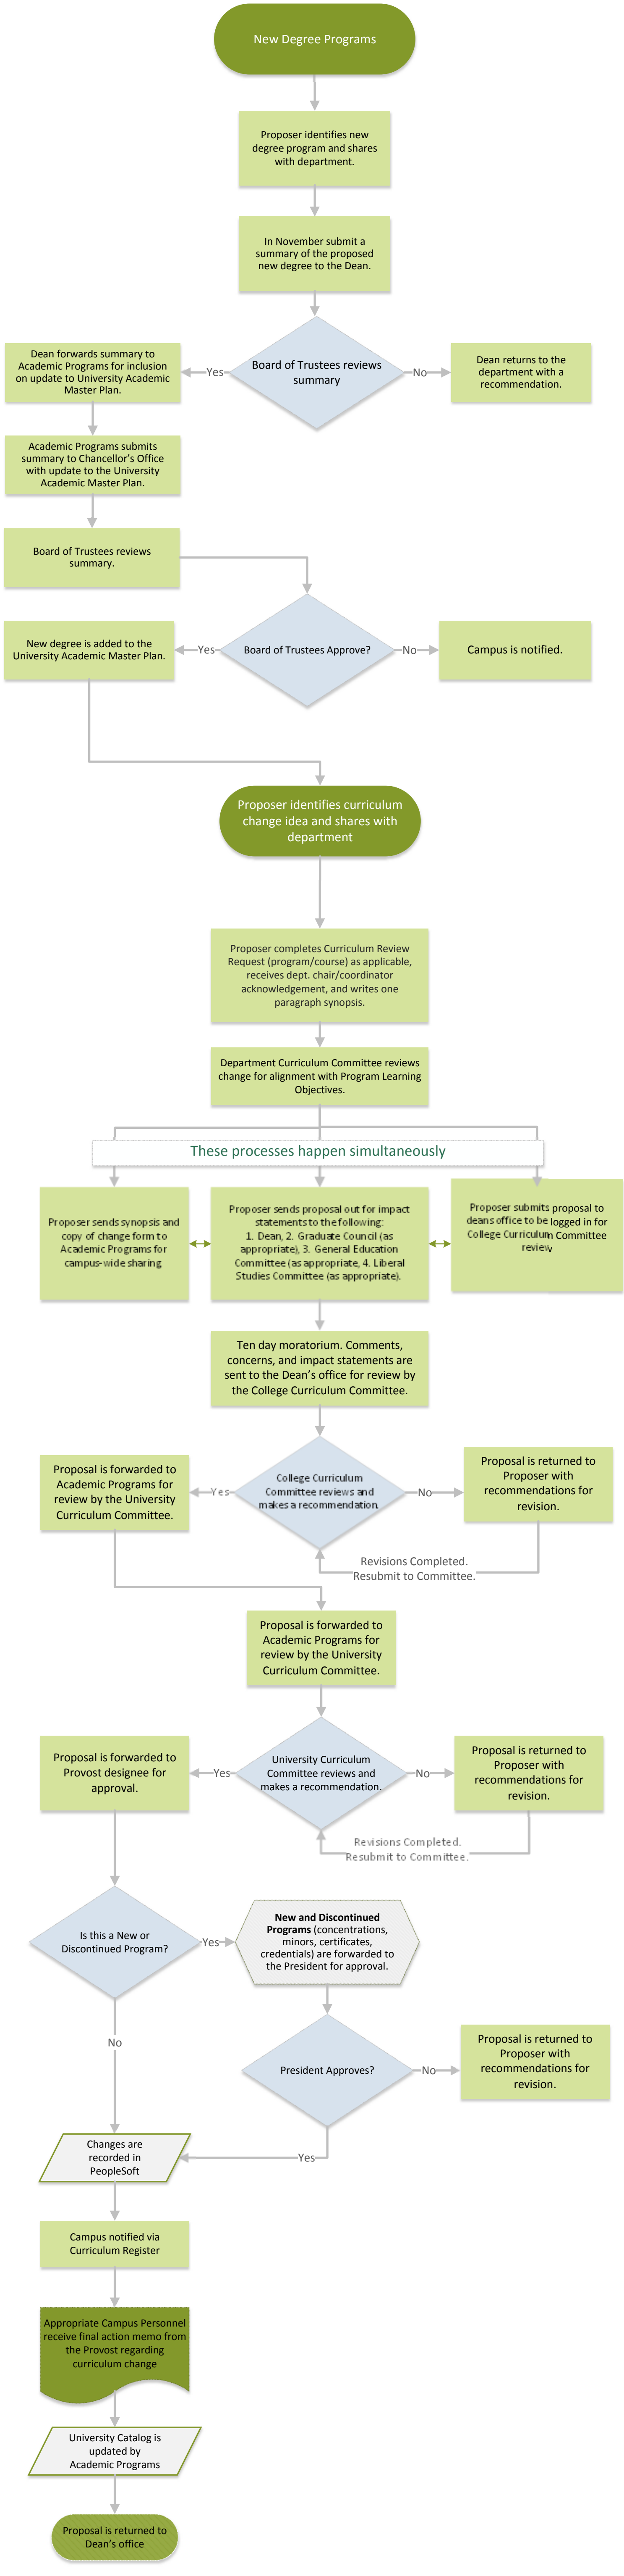 New Degree Programs
Proposer identifies new
degree program and shares
with department.
In November submit a
summary of the proposed
new degree to the Dean.
Dean forwards summary to
Academic Programs for inclusion
on update to University Academic
Master Plan.
Yes
Board of Trustees reviews
summary
No
Dean returns to the
department with a
recommendation.
Academic Programs submits
summary to Chancellor's Office
with update to the University
Academic Master Plan.
Board of Trustees reviews
summary.
New degree is added to the
University Academic Master Plan.
Yes
Board of Trustees Approve?
No
Campus is notified.
Proposer identifies curriculum
change idea and shares with
department
Proposer completes Curriculum Review
Request (program/course) as applicable,
receives dept. chair/coordinator
acknowledgement, and writes one
paragraph synopsis.
Department Curriculum Committee reviews
change for alignment with Program Learning
Objectives.
These processes happen simultaneously
Proposer sends synopsis and
copy of change form to
Academic Programs for
campus-wide sharing
Proposer sends proposal out for impact
statements to the following:
1. Dean, 2. Graduate Council (as
appropriate), 3. General Education
Committee (as appropriate, 4. Liberal
Studies Committee (as appropriate).
Proposer submits proposal to
deans office to be logged in for
College Curriculum Committee
review
Ten day moratorium. Comments,
concerns, and impact statements are
sent to the Dean's office for review by
the College Curriculum Committee.
Proposal is forwarded to
Academic Programs for
review by the University
Curriculum Committee.
Yes
College Curriculum
Committee reviews and
makes a recommendation.
No
Proposal is returned to
Proposer with
recommendations for
revision.
Revisions Completed.
Resubmit to Committee.
Proposal is forwarded to
Academic Programs for
review by the University
Curriculum Committee.
Proposal is forwarded to
Provost designee for
approval.
Yes
University Curriculum
Committee reviews and
makes a recommendation.
No
Proposal is returned to
Proposer with
recommendations for
revision.
Revisions Completed.
Resubmit to Committee.
Is this a New or
Discontinued Program?
Yes
New and Discontinued
Programs (concentrations,
minors, certificates,
credentials) are forwarded to
the President for approval.
No
President Approves?
No
Proposal is returned to
Proposer with
recommendations for
revision.
Yes
Changes are
recorded in
PeopleSoft
Campus notified via
Curriculum Register
Appropriate Campus Personnel
receive final action memo from
the Provost regarding
curriculum change
University Catalog is
updated by
Academic Programs
Proposal is returned to
Dean's office